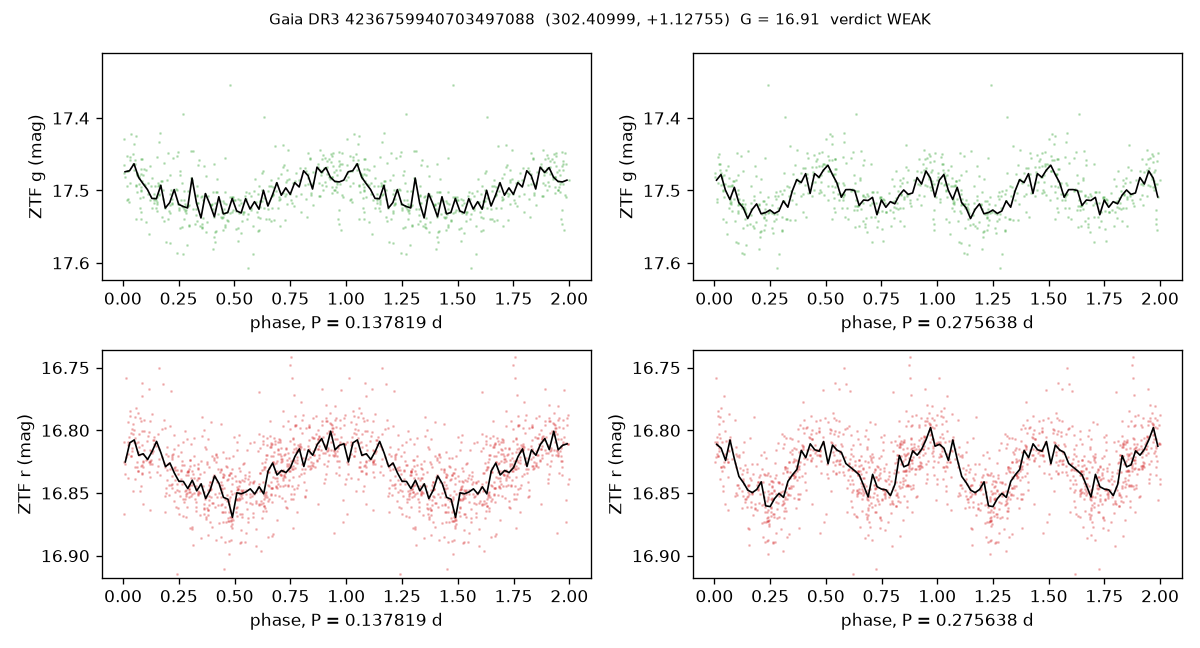 Gaia DR3 4236759940703497088 (302.40999, +1.12755) G = 16.91 verdict WEAK
ZTF g (mag)
17.4
17.5
17.6
0.00 0.25 0.50 0.75 1.00 1.25 1.50 1.75 2.00
phase, P = 0.137819 d
ZTF g (mag)
17.4
17.5
17.6
0.00 0.25 0.50 0.75 1.00 1.25 1.50 1.75 2.00
phase, P = 0.275638 d
ZTF r (mag)
16.75
16.80
16.85
16.90
0.00 0.25 0.50 0.75 1.00 1.25 1.50 1.75 2.00
phase, P = 0.137819 d
ZTF r (mag)
16.75
16.80
16.85
16.90
0.00 0.25 0.50 0.75 1.00 1.25 1.50 1.75 2.00
phase, P = 0.275638 d